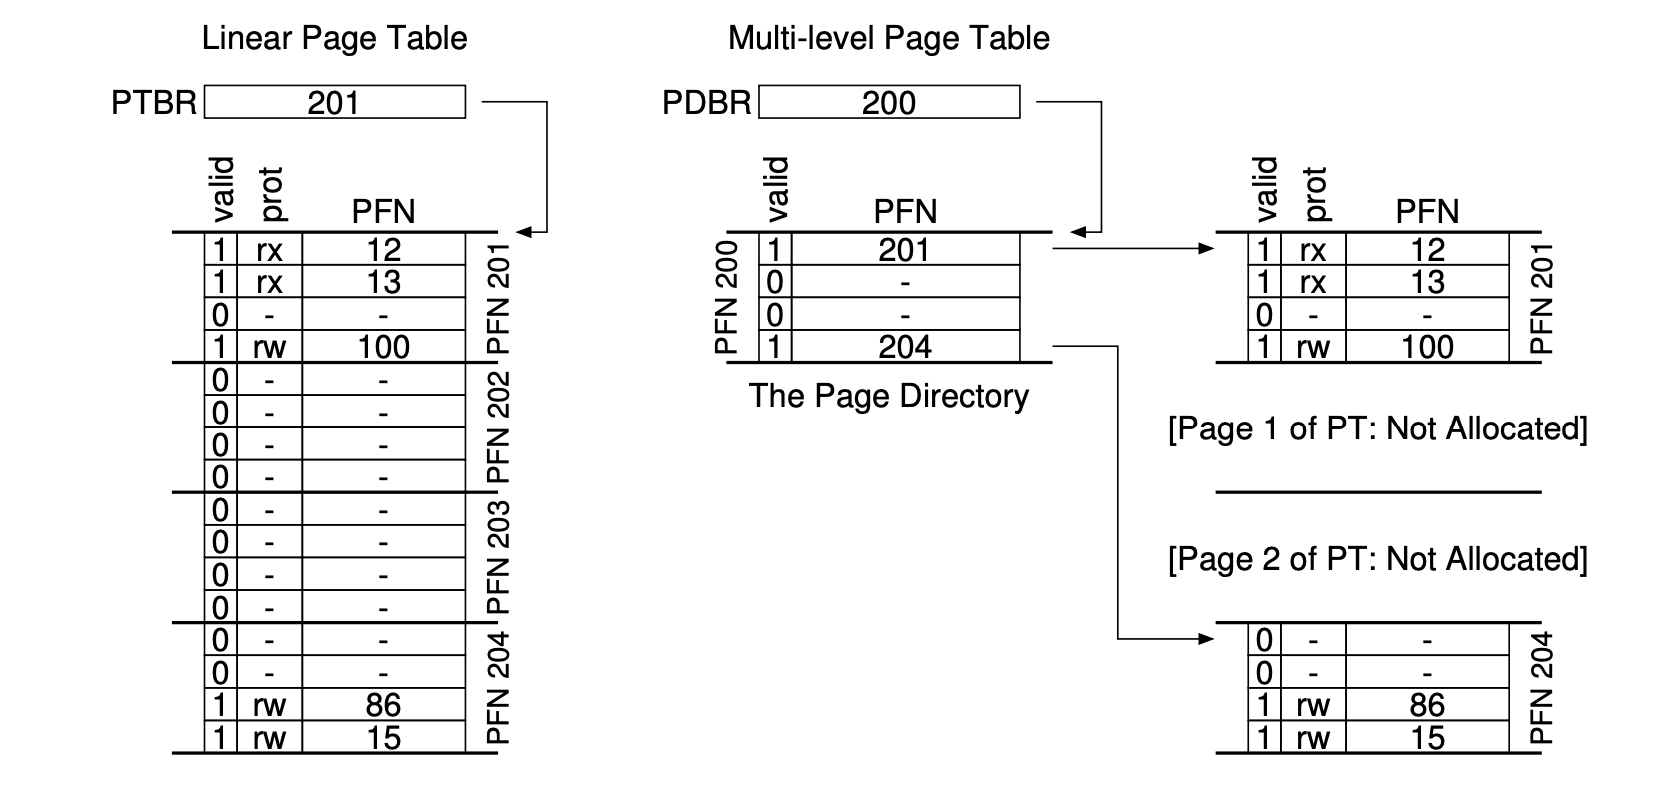 Linear Page Table
PTBR 201
valid prot PFN
1 rx 12
1 rx 13
0 - -
1 rw 100
PFN 201
0 - -
0 - -
0 - -
0 - -
PFN 202
0 - -
0 - -
0 - -
0 - -
PFN 203
0 - -
0 - -
1 rw 86
1 rw 15
PFN 204
Multi-level Page Table
PDBR 200
valid PFN
PFN 200
1 201
0 -
0 -
1 204
The Page Directory
valid prot PFN
1 rx 12
1 rx 13
0 - -
1 rw 100
PFN 201
[Page 1 of PT: Not Allocated]
[Page 2 of PT: Not Allocated]
0 - -
0 - -
1 rw 86
1 rw 15
PFN 204